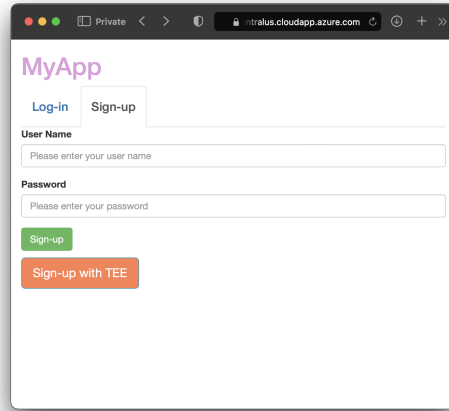 Private
ntralus.cloudapp.azure.com
MyApp
Log-in
Sign-up
User Name
Please enter your user name
Password
Please enter your password
Sign-up
Sign-up with TEE